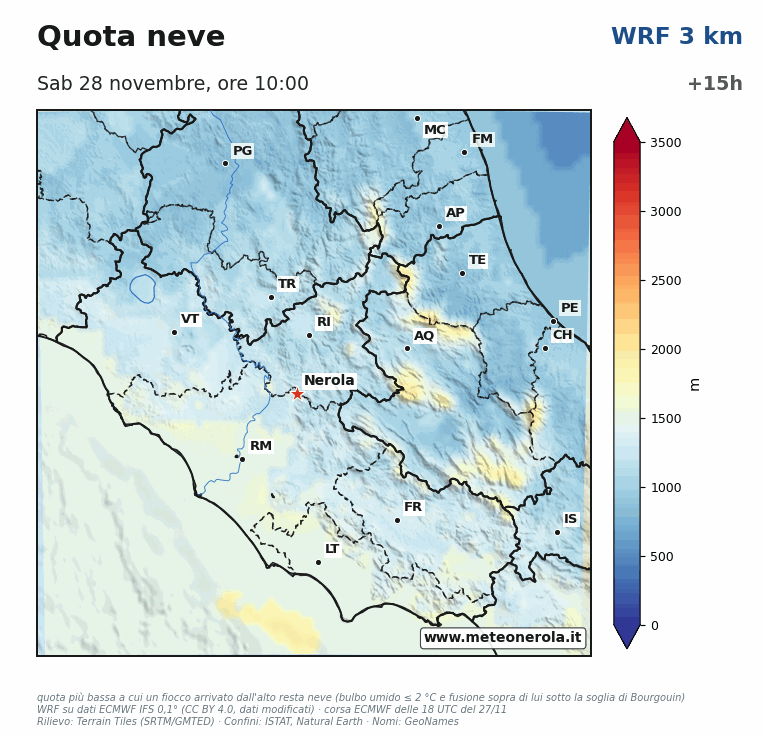 Quota neve
WRF 3 km
Sab 28 novembre, ore 10:00
+15h
MC
FM
PG
AP
TE
TR
PE
VT
RI
AQ
CH
Nerola
RM
FR
IS
LT
www.meteonerola.it
3500
3000
2500
2000
1500
1000
500
0
m
quota più bassa a cui un fiocco arrivato dall'alto resta neve (bulbo umido ≤ 2 °C e fusione sopra di lui sotto la soglia di Bourgouin)
WRF su dati ECMWF IFS 0,1° (CC BY 4.0, dati modificati) · corsa ECMWF delle 18 UTC del 27/11
Rilievo: Terrain Tiles (SRTM/GMTED) · Confini: ISTAT, Natural Earth · Nomi: GeoNames